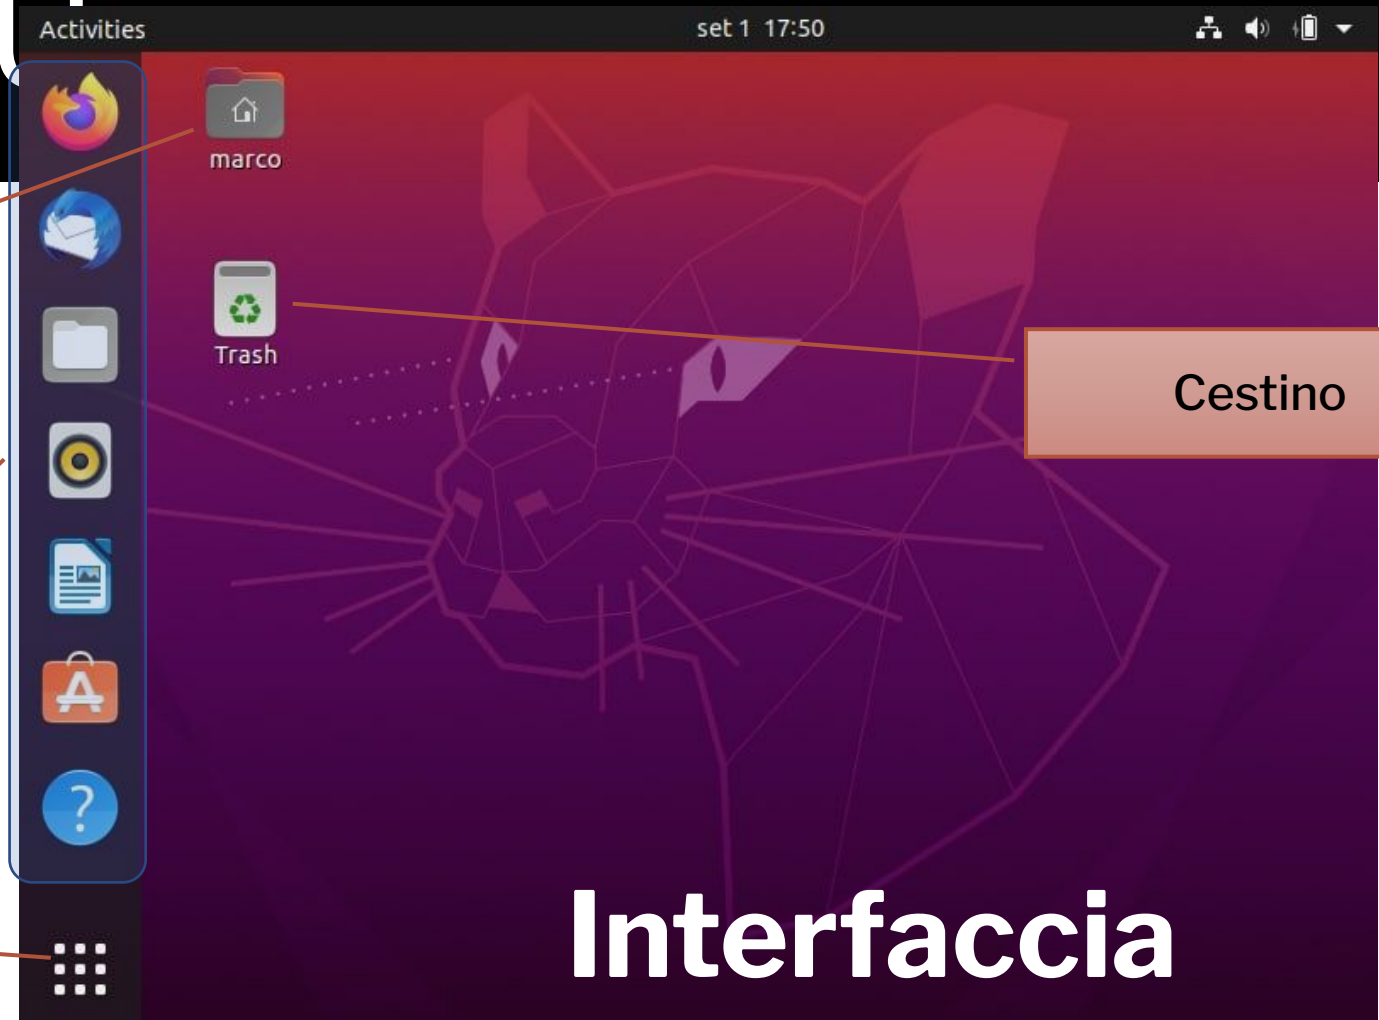 Activities
set 1 17:50
marco
Trash
Cestino
Interfaccia